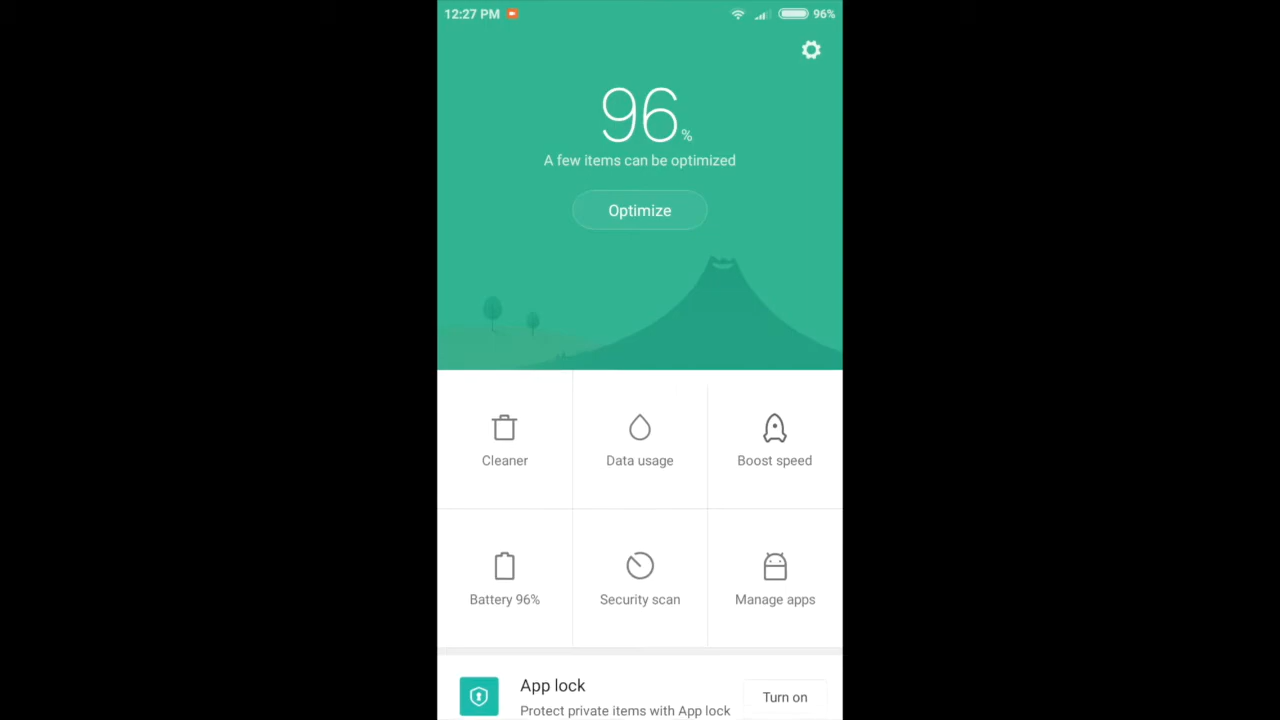 12:27 PM 96%
96%
A few items can be optimized
Optimize
Cleaner Data usage Boost speed
Battery 96% Security scan Manage apps
App lock
Turn on
Protect private items with App lock